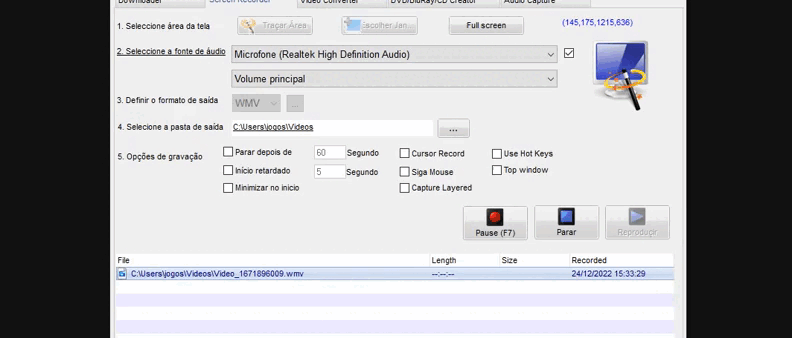 Downloader Screen Recorder Video Converter DVD/BluRay/CD Creator Audio Capture
1. Seleccione área da tela Traçar Área Escolher Jan... Full screen (145,175,1215,636)
2. Seleccione a fonte de áudio Microfone (Realtek High Definition Audio)
Volume principal
3. Definir o formato de saída WMV ...
4. Selecione a pasta de saída C:\Users\jogos\Videos ...
5. Opções de gravação Parar depois de 60 Segundo Cursor Record Use Hot Keys
Início retardado 5 Segundo Siga Mouse Top window
Minimizar no inicio Capture Layered
Pause (F7) Parar Reproduçir
File Length Size Recorded
C:\Users\jogos\Videos\Video_1671896009.wmv --:--:-- 24/12/2022 15:33:29